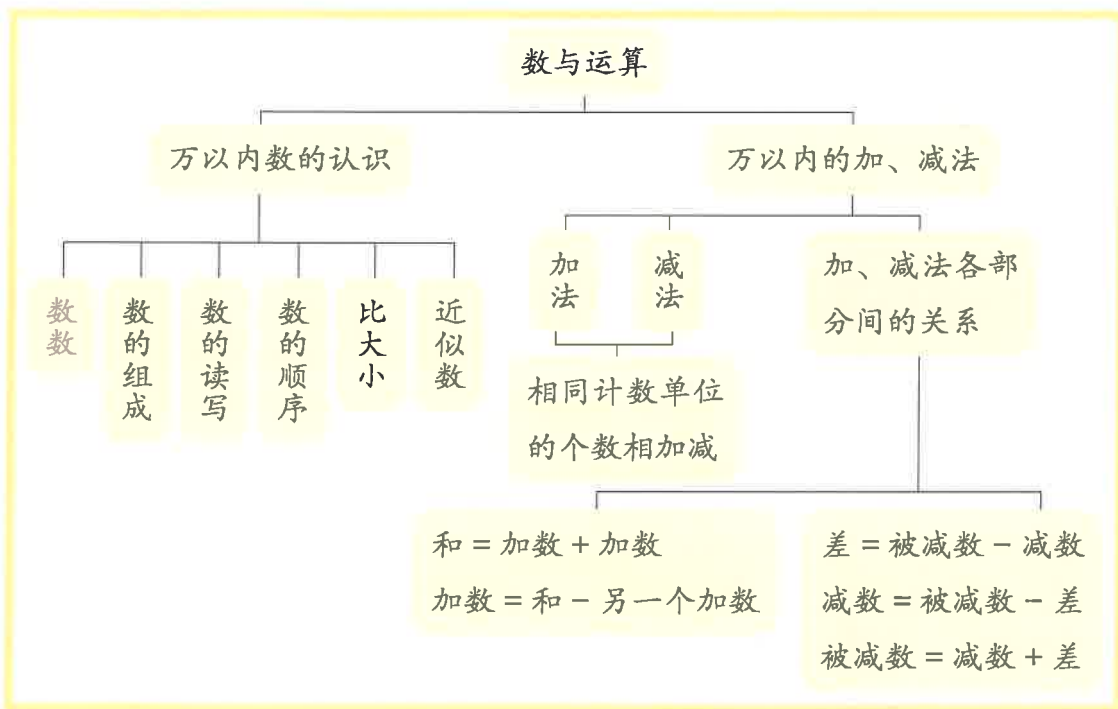 数与运算
万以内数的认识
万以内的加、减法
数数
数的组成
数的读写
数的顺序
比大小
近似数
加法
减法
相同计数单位
的个数相加减
加、减法各部
分间的关系
和=加数+加数
加数=和-另一个加数
差=被减数-减数
减数=被减数-差
被减数=减数+差